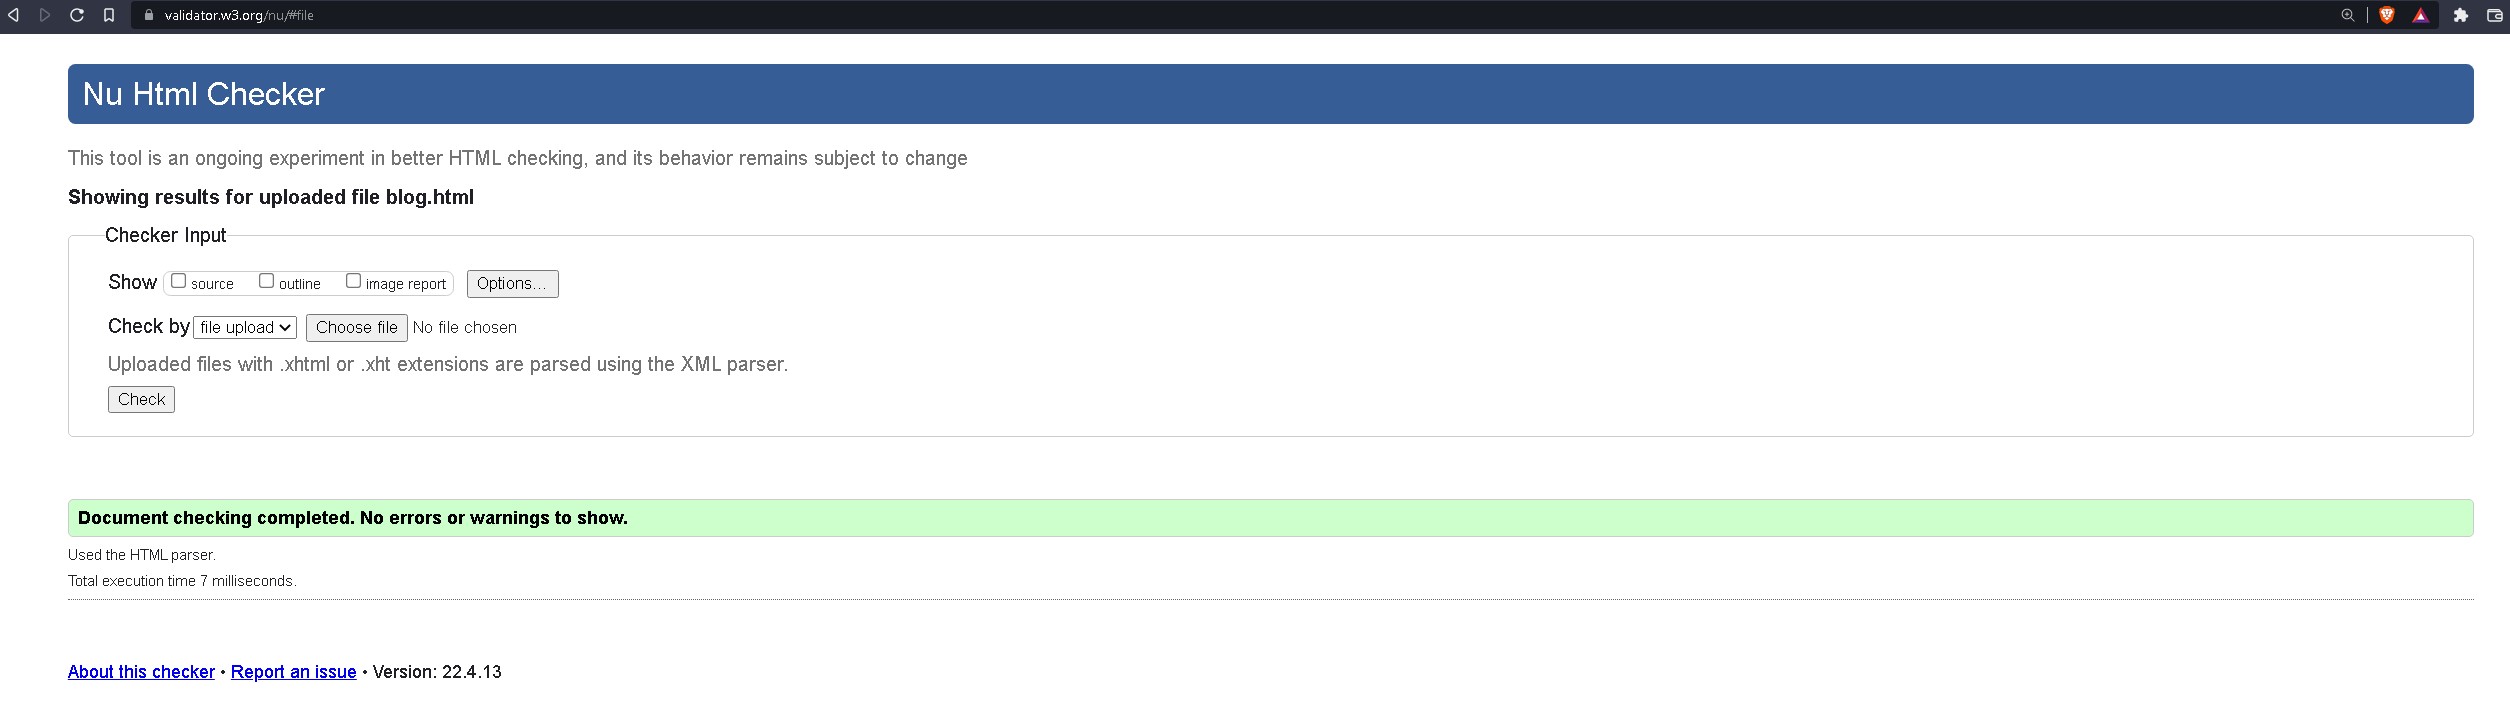 validator.w3.org/nu/#file
Nu Html Checker
This tool is an ongoing experiment in better HTML checking, and its behavior remains subject to change
Showing results for uploaded file blog.html
Checker Input
Show source outline image report Options...
Check by file upload Choose file No file chosen
Uploaded files with .xhtml or .xht extensions are parsed using the XML parser.
Check
Document checking completed. No errors or warnings to show.
Used the HTML parser.
Total execution time 7 milliseconds.
About this checker • Report an issue • Version: 22.4.13